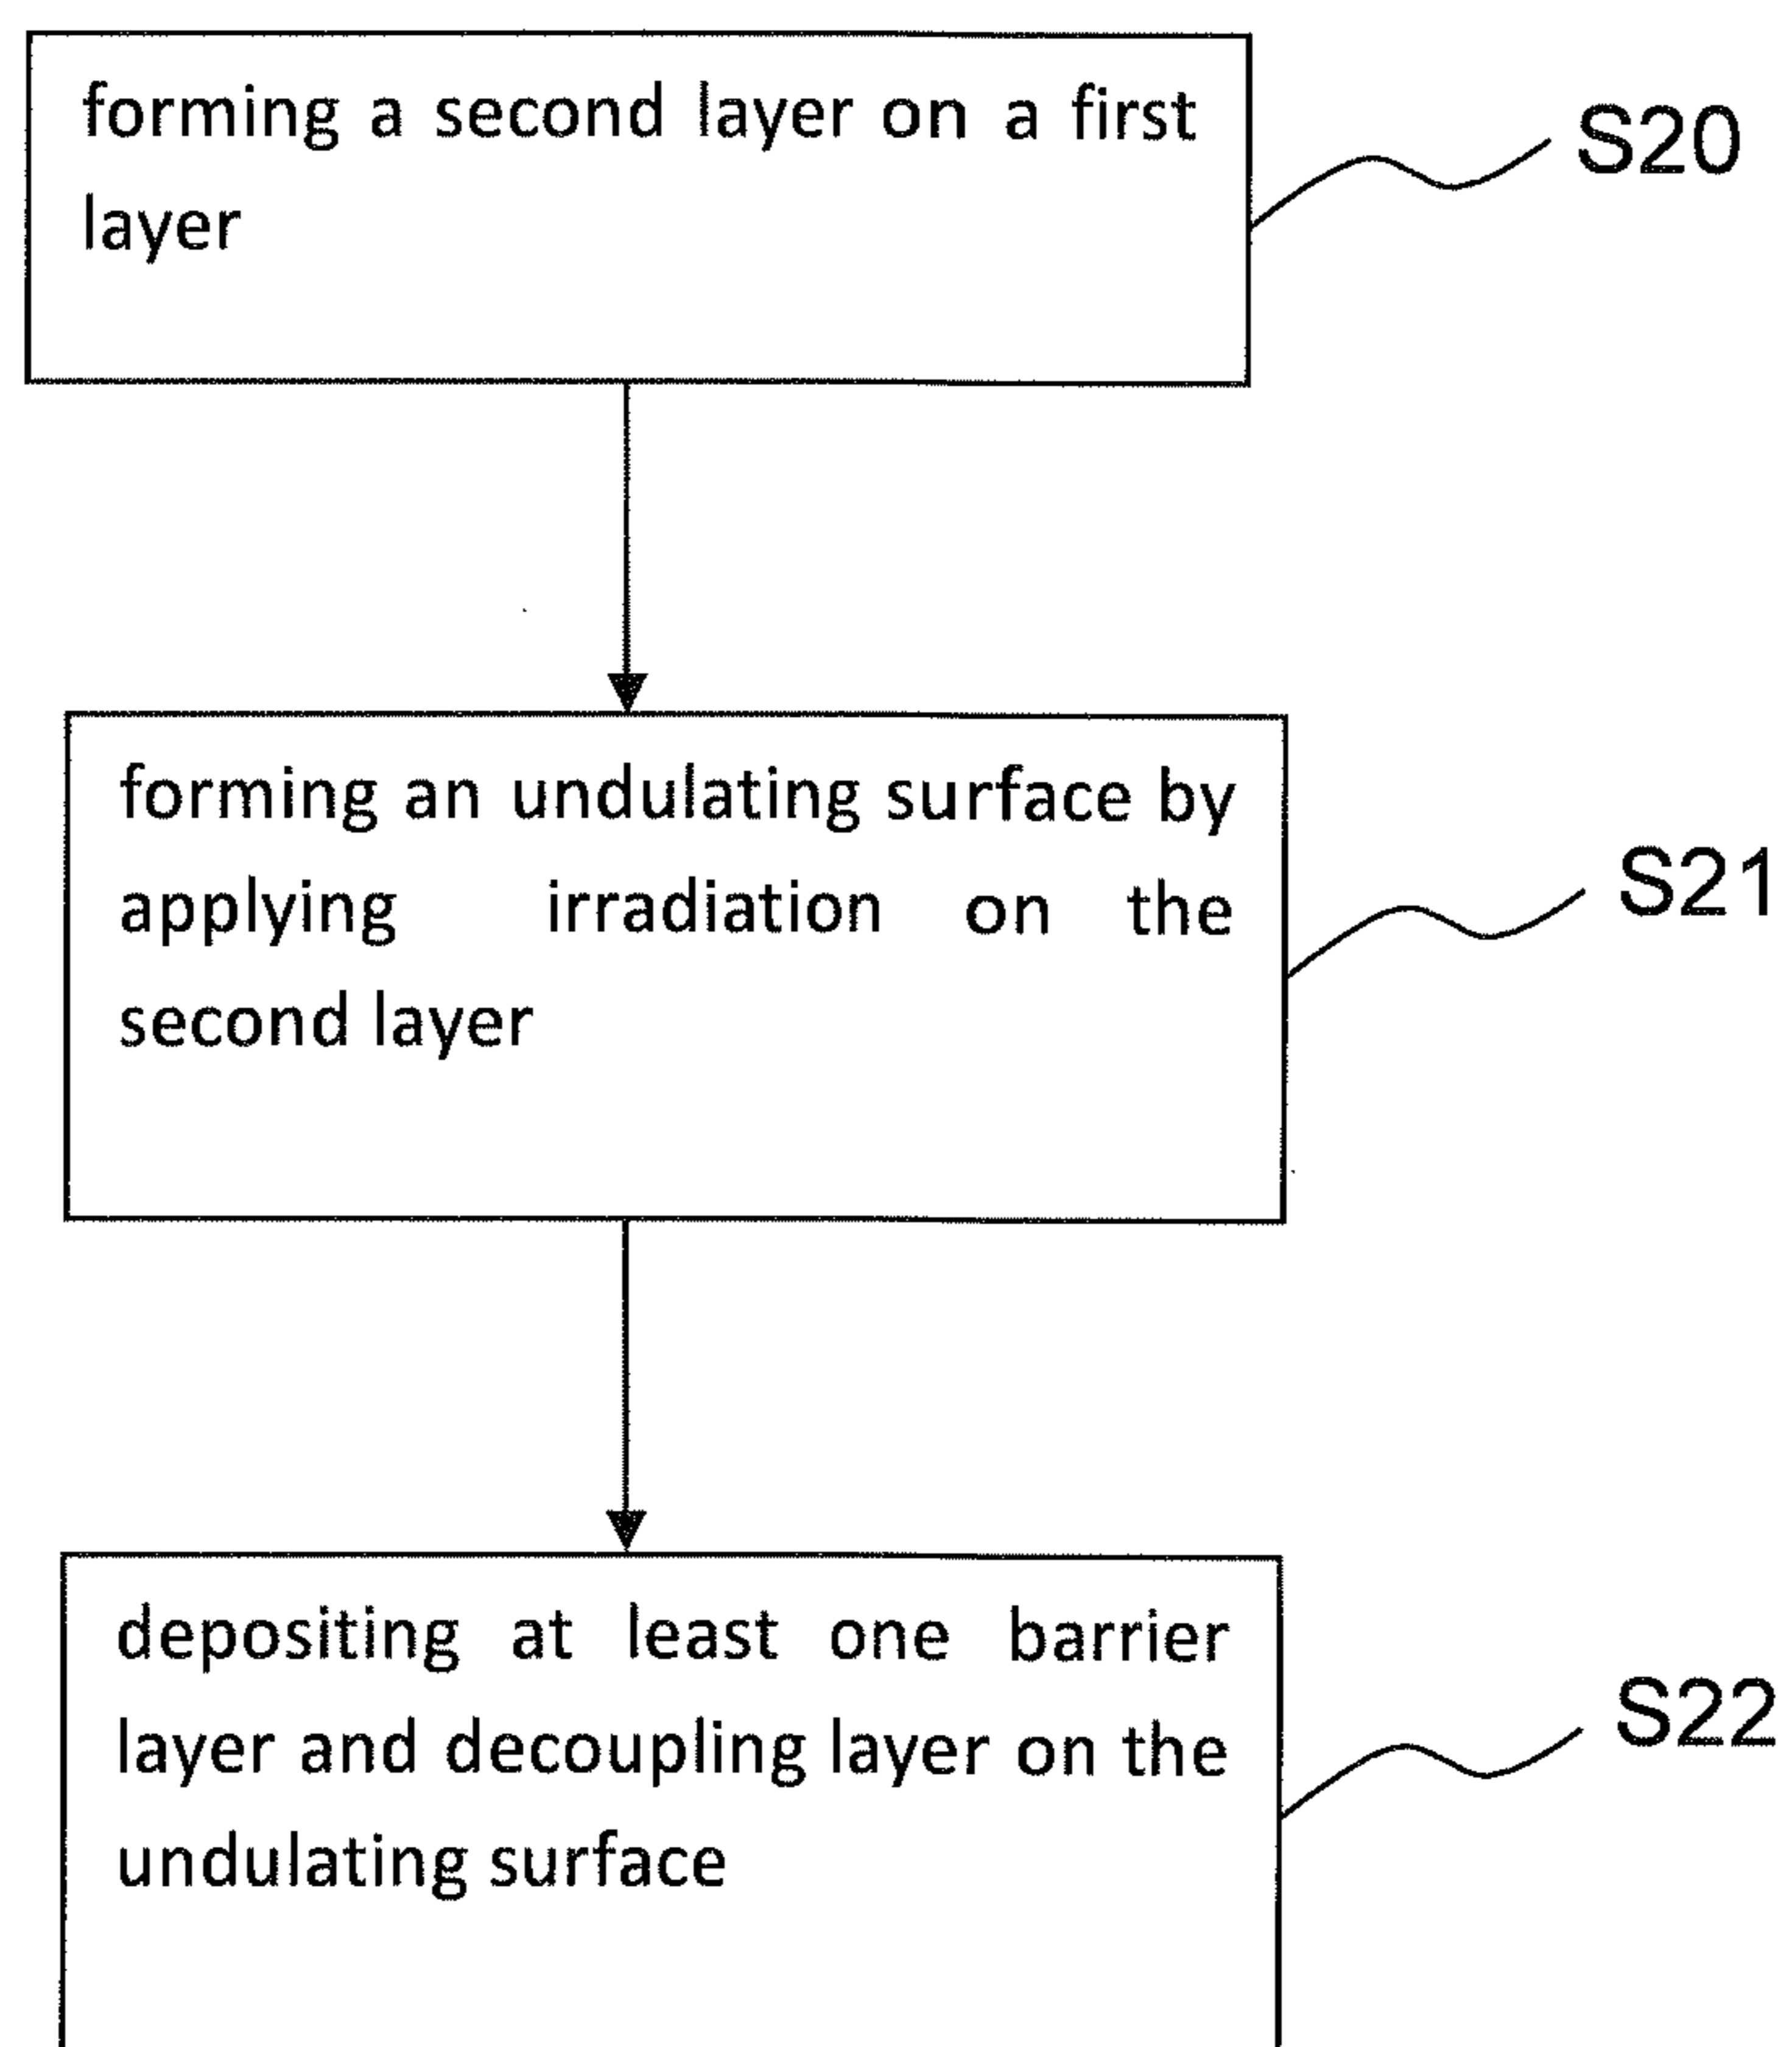 forming a second layer on a first
layer
S20
forming an undulating surface by
applying irradiation on the
second layer
S21
depositing at least one barrier
layer and decoupling layer on the
undulating surface
S22